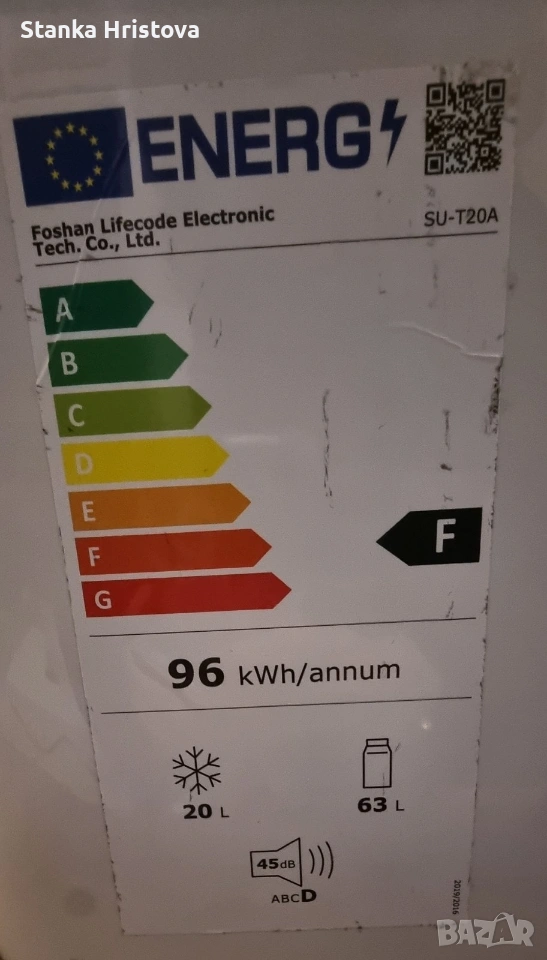 Stanka Hristova
ENERG
Foshan Lifecode Electronic
Tech. Co., Ltd.
SU-T20A
A
B
C
D
E
F
G
F
96 kWh/annum
20 L
63 L
45dB
ABCD
2019/2016
BAZAR